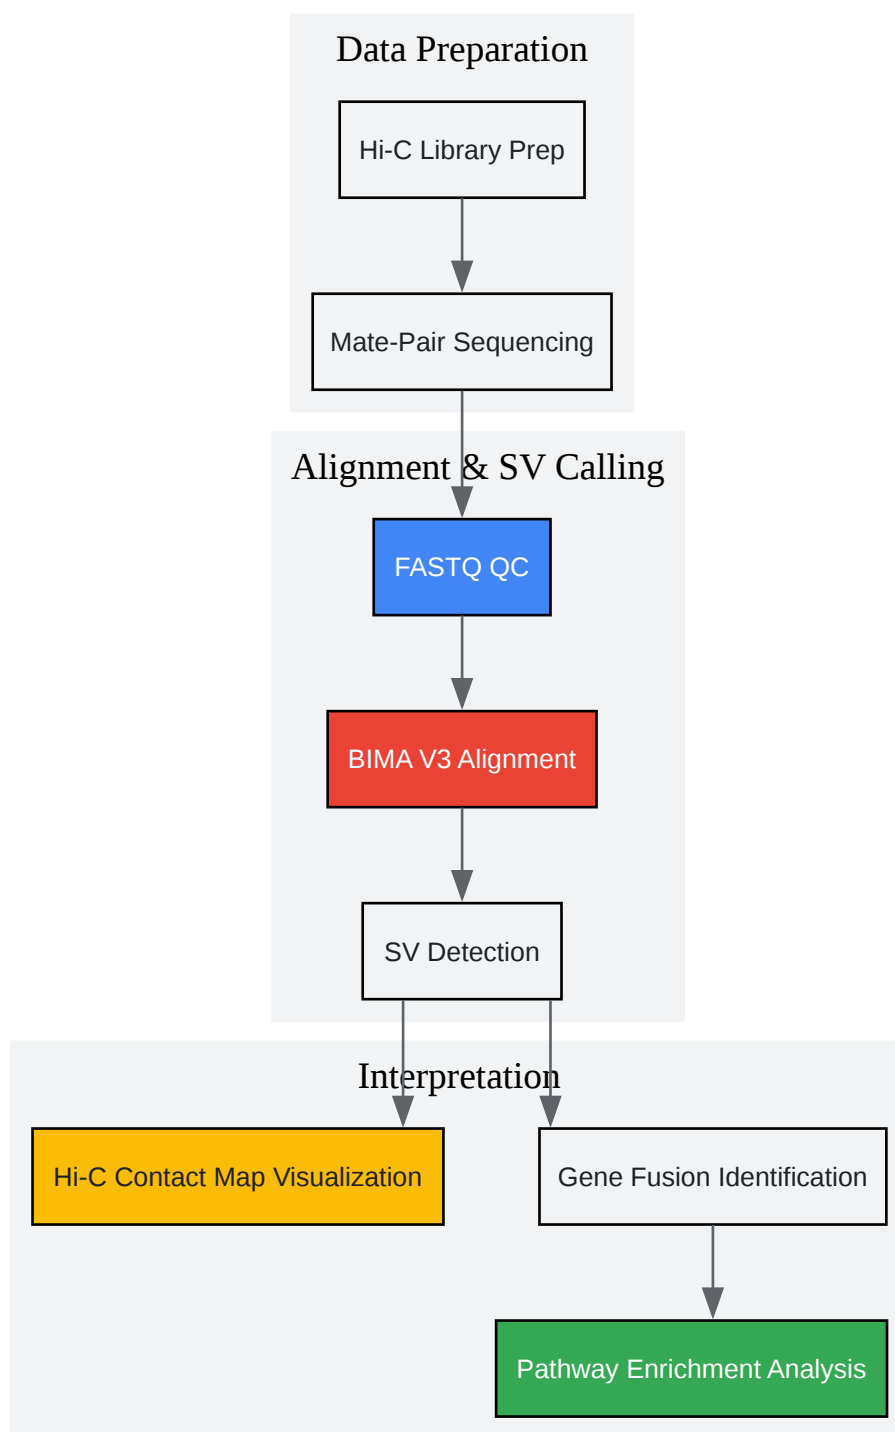 Data Preparation
Hi-C Library Prep
Mate-Pair Sequencing
Alignment & SV Calling
FASTQ QC
BIMA V3 Alignment
SV Detection
Interpretation
Hi-C Contact Map Visualization
Gene Fusion Identification
Pathway Enrichment Analysis